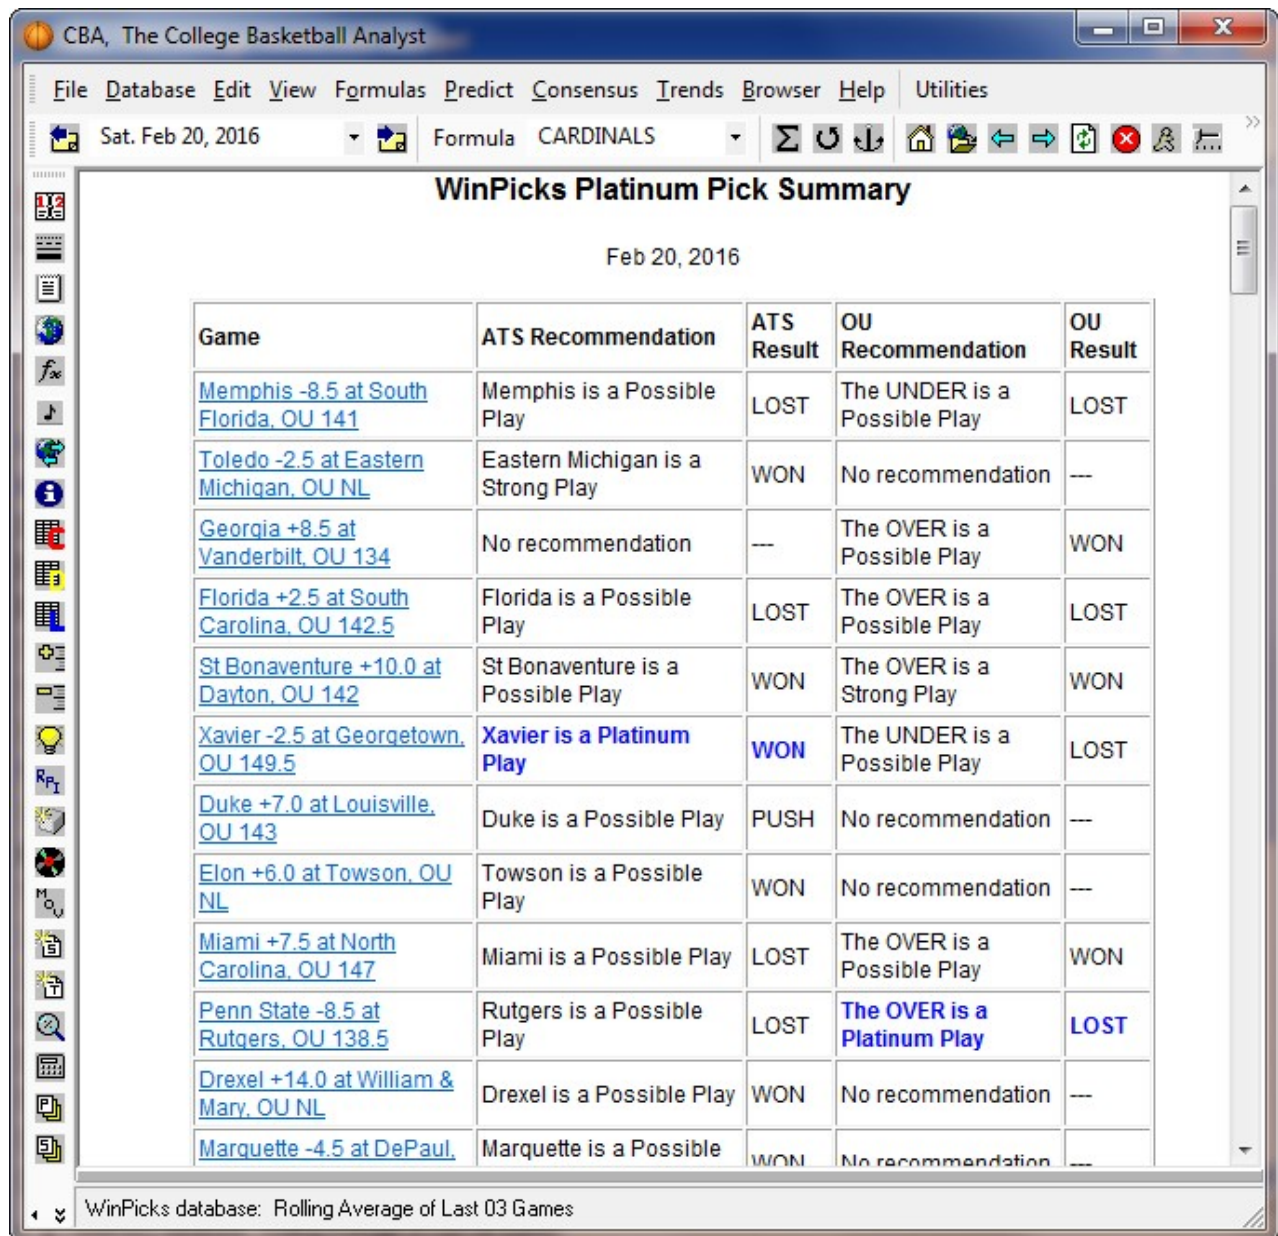 CBA, The College Basketball Analyst
File Database Edit View Formulas Predict Consensus Trends Browser Help Utilities
Sat. Feb 20, 2016 Formula CARDINALS
WinPicks Platinum Pick Summary
Feb 20, 2016
Game ATS Recommendation ATS Result OU Recommendation OU Result
Memphis -8.5 at South Florida, OU 141 Memphis is a Possible Play LOST The UNDER is a Possible Play LOST
Toledo -2.5 at Eastern Michigan, OU NL Eastern Michigan is a Strong Play WON No recommendation ---
Georgia +8.5 at Vanderbilt, OU 134 No recommendation --- The OVER is a Possible Play WON
Florida +2.5 at South Carolina, OU 142.5 Florida is a Possible Play LOST The OVER is a Possible Play LOST
St Bonaventure +10.0 at Dayton, OU 142 St Bonaventure is a Possible Play WON The OVER is a Strong Play WON
Xavier -2.5 at Georgetown, OU 149.5 Xavier is a Platinum Play WON The UNDER is a Possible Play LOST
Duke +7.0 at Louisville, OU 143 Duke is a Possible Play PUSH No recommendation ---
Elon +6.0 at Towson, OU NL Towson is a Possible Play WON No recommendation ---
Miami +7.5 at North Carolina, OU 147 Miami is a Possible Play LOST The OVER is a Possible Play WON
Penn State -8.5 at Rutgers, OU 138.5 Rutgers is a Possible Play LOST The OVER is a Platinum Play LOST
Drexel +14.0 at William & Mary, OU NL Drexel is a Possible Play WON No recommendation ---
Marquette -4.5 at DePaul, Marquette is a Possible WON No recommendation ---
WinPicks database: Rolling Average of Last 03 Games